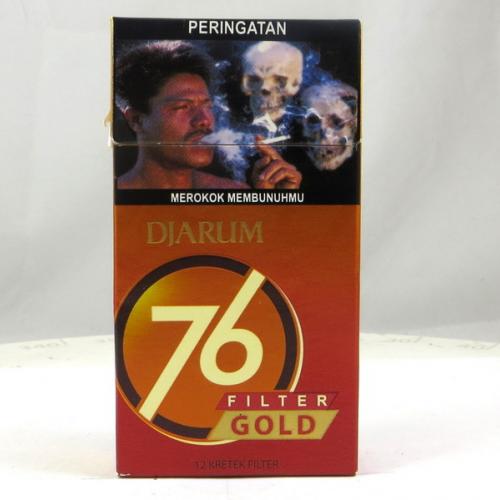 PERINGATAN
MEROKOK MEMBUNUHMU
DJARUM
76
FILTER
GOLD
12 KRETEK FILTER